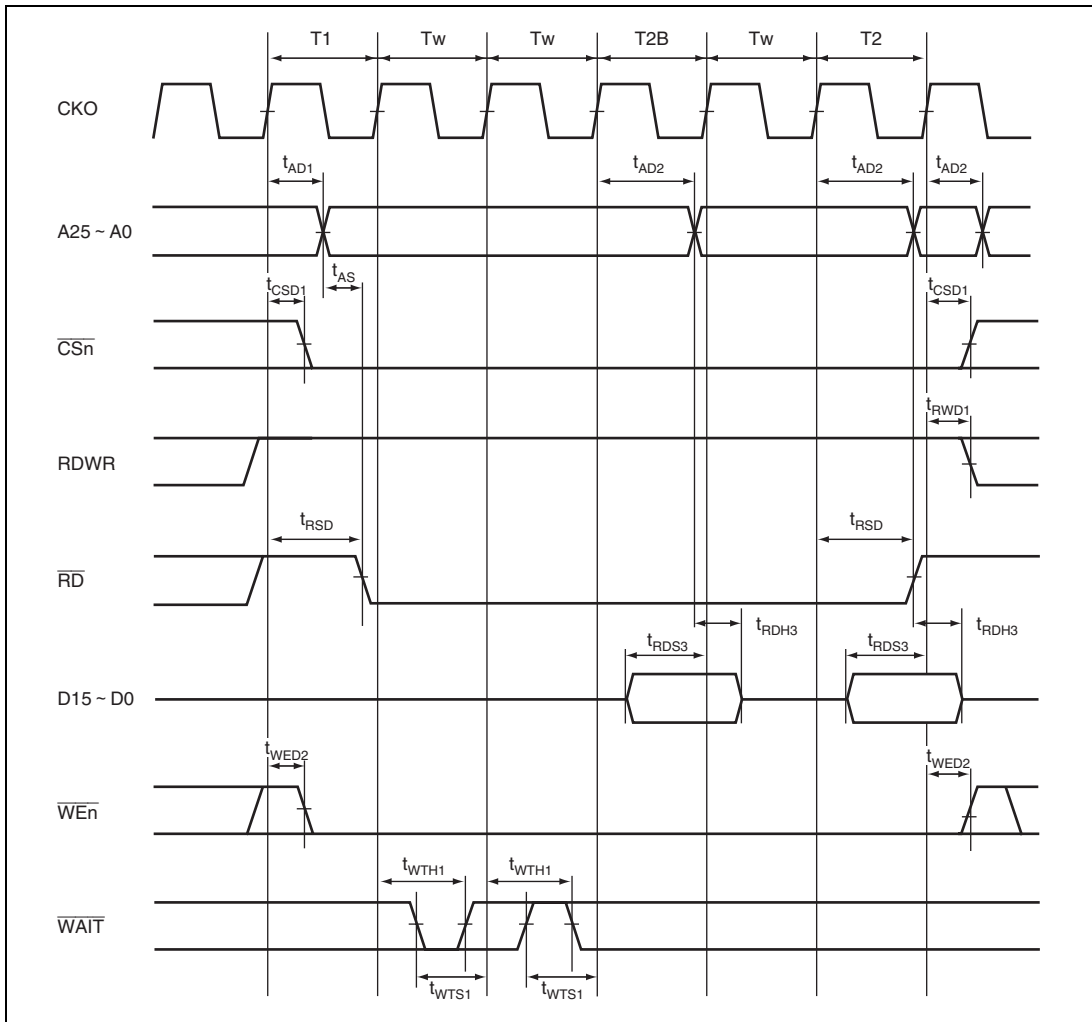 T1 Tw Tw T2B Tw T2
CKO
tAD1 tAD2 tAD2 tAD2
A25 ~ A0
tAS
tCSD1 tCSD1
CSn
tRWD1
RDWR
tRSD tRSD
RD
tRDH3 tRDH3
tRDS3 tRDS3
D15 ~ D0
tWED2 tWED2
WEn
tWTH1 tWTH1
WAIT
tWTS1 tWTS1